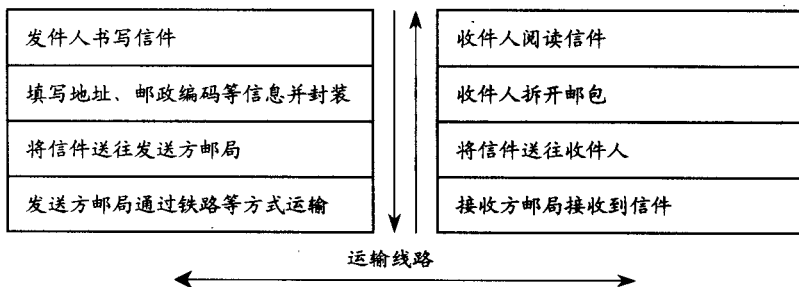 发件人书写信件
填写地址、邮政编码等信息并封装
将信件送往发送方邮局
发送方邮局通过铁路等方式运输
收件人阅读信件
收件人拆开邮包
将信件送往收件人
接收方邮局接收到信件
运输线路